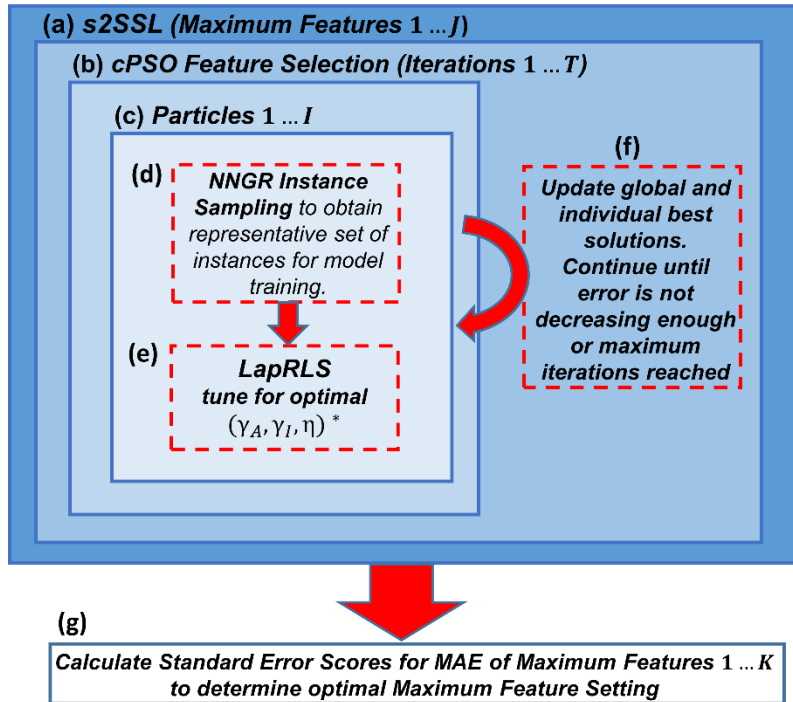 (a) s2SSL (Maximum Features 1 ... J)
(b) cPSO Feature Selection (Iterations 1 ... T)
(c) Particles 1 ... I
(d)
NNGR Instance
Sampling to obtain
representative set of
instances for model
training.
(e)
LapRLS
tune for optimal
(γ_A, γ_I, η) *
(f)
Update global and
individual best
solutions.
Continue until
error is not
decreasing enough
or maximum
iterations reached
(g)
Calculate Standard Error Scores for MAE of Maximum Features 1 ... K
to determine optimal Maximum Feature Setting